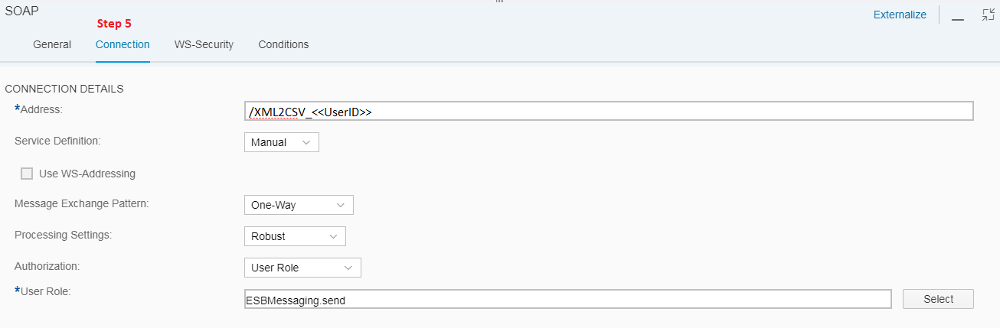 SOAP
Step 5
Externalize
General Connection WS-Security Conditions
CONNECTION DETAILS
*Address: /XML2CSV_<<UserID>>
Service Definition: Manual
Use WS-Addressing
Message Exchange Pattern: One-Way
Processing Settings: Robust
Authorization: User Role
*User Role: ESBMessaging.send Select